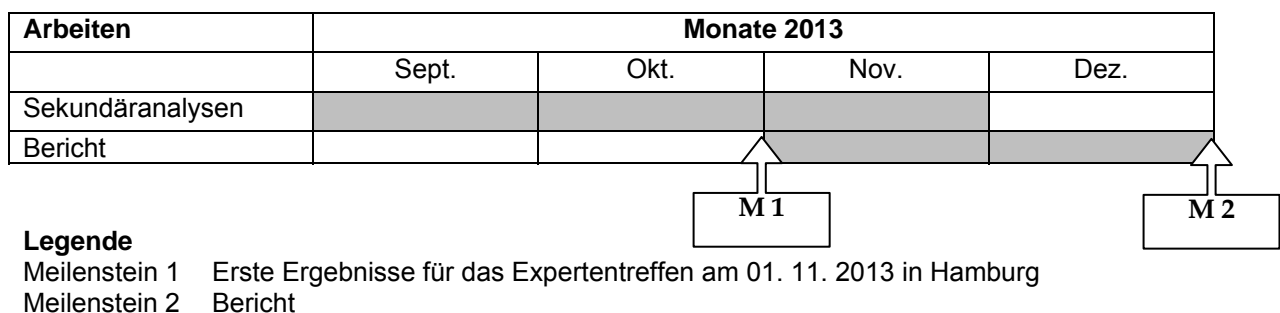 Arbeiten Monate 2013
Sept. Okt. Nov. Dez.
Sekundäranalysen
Bericht
M 1 M 2
Legende
Meilenstein 1 Erste Ergebnisse für das Expertentreffen am 01. 11. 2013 in Hamburg
Meilenstein 2 Bericht